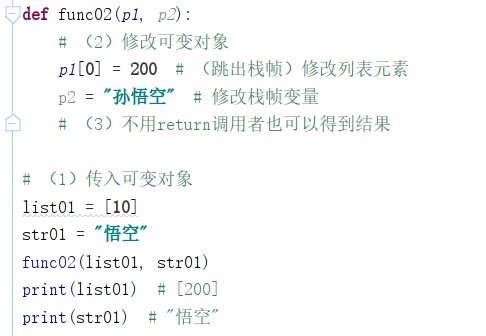 def func02(p1, p2):
    # （2）修改可变对象
    p1[0] = 200  # （跳出栈帧）修改列表元素
    p2 = "孙悟空"  # 修改栈帧变量
    # （3）不用return调用者也可以得到结果
# （1）传入可变对象
list01 = [10]
str01 = "悟空"
func02(list01, str01)
print(list01)  # [200]
print(str01)  # "悟空"